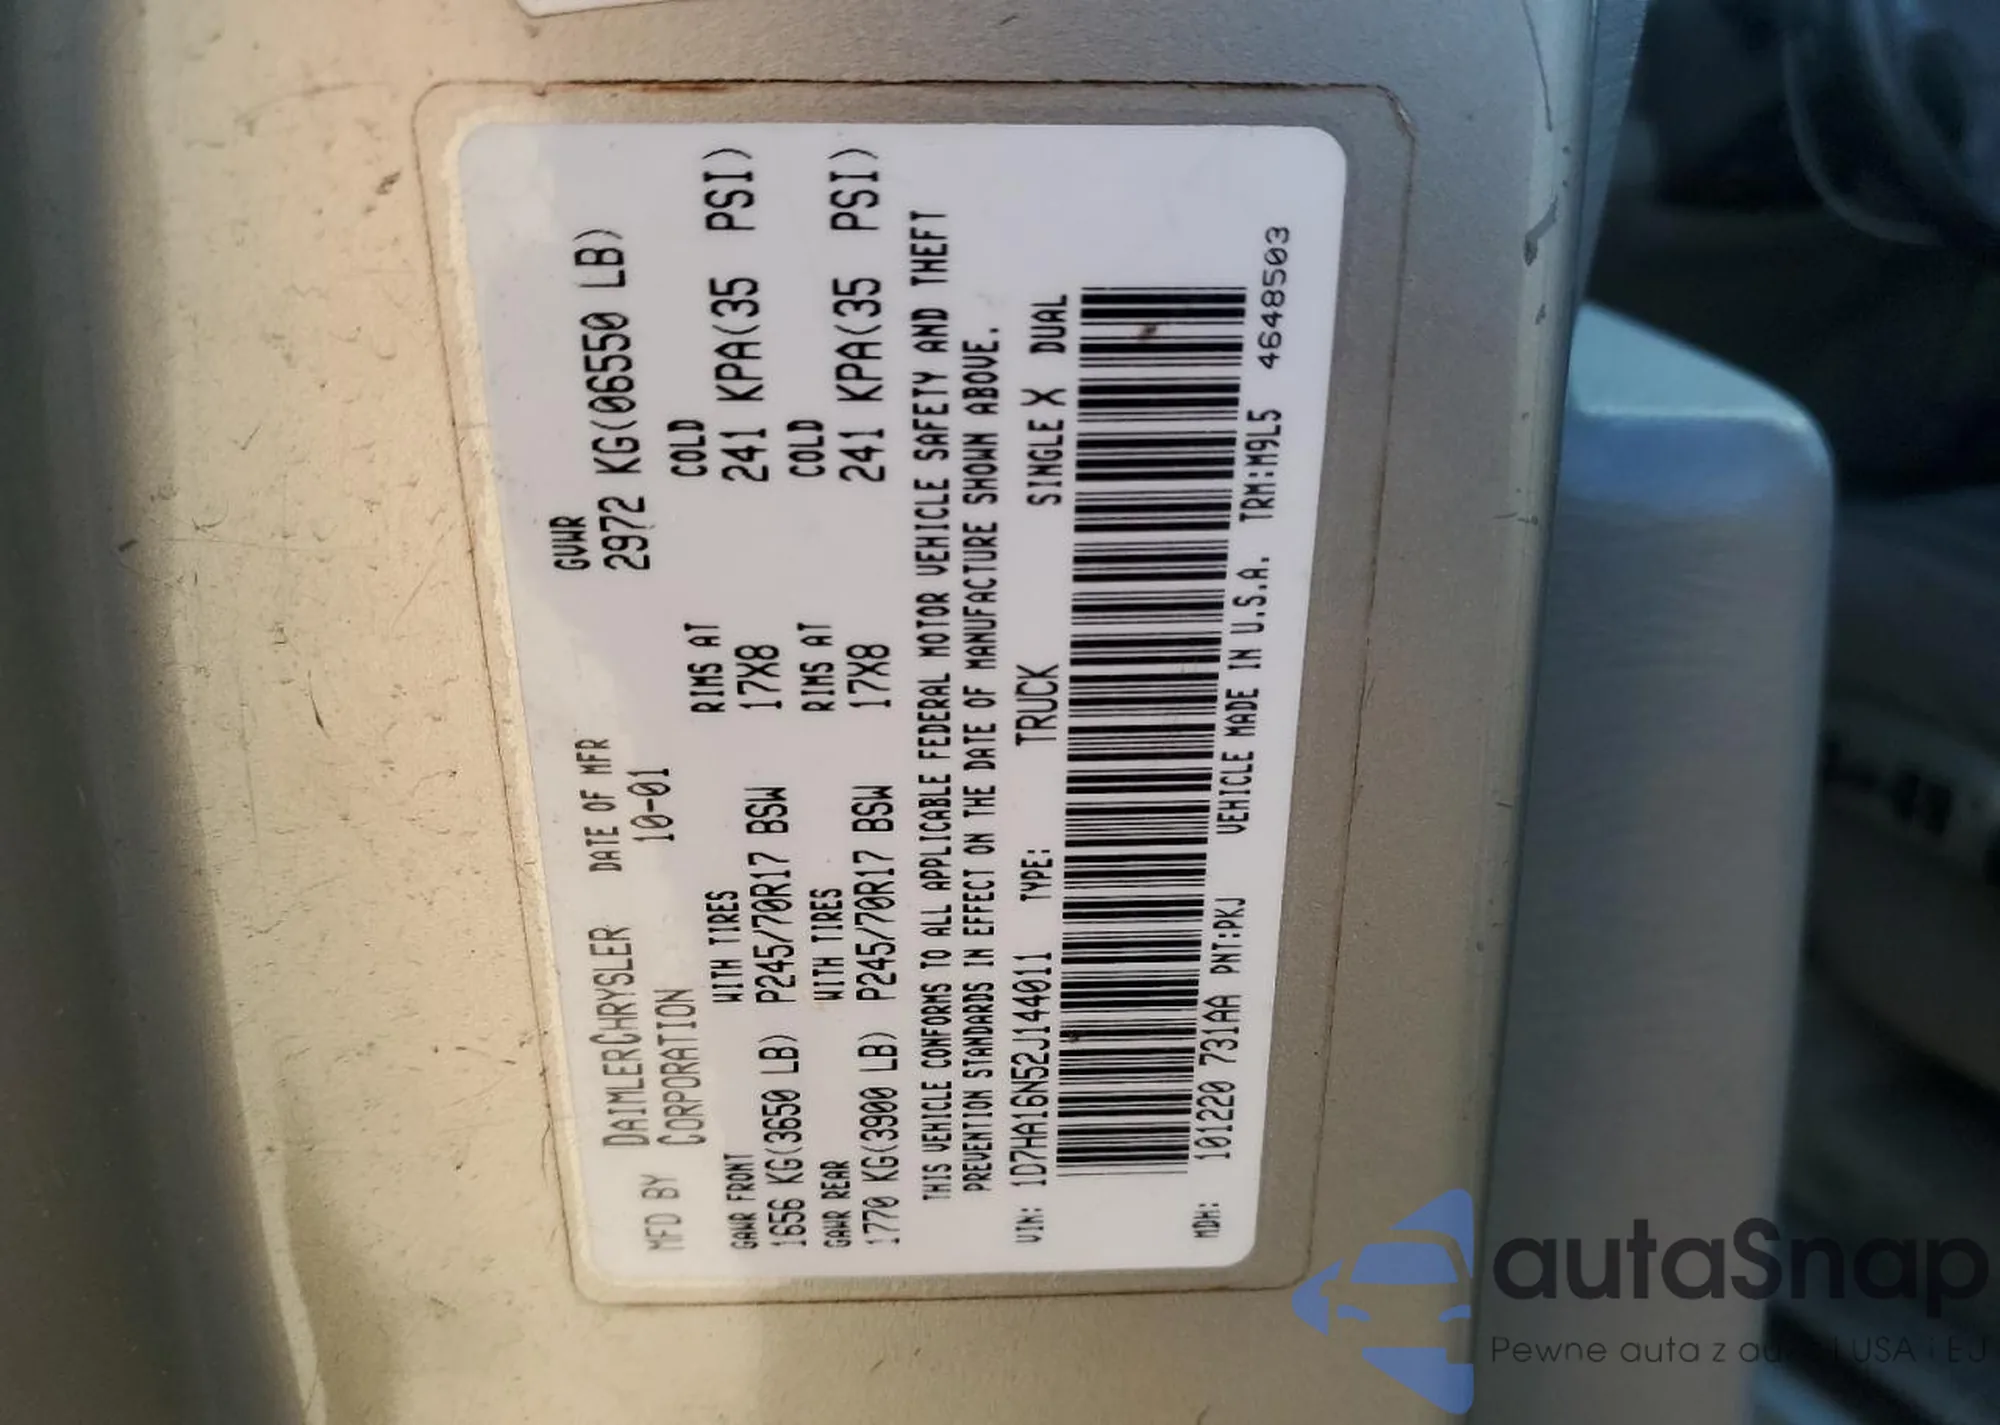 MFD BY DAIMLERCHRYSLER DATE OF MFR GVWR
CORPORATION 10-01 2972 KG(06550 LB)
GAWR FRONT WITH TIRES RIMS AT COLD
1656 KG(3650 LB) P245/70R17 BSW 17X8 241 KPA(35 PSI)
GAWR REAR WITH TIRES RIMS AT COLD
1770 KG(3900 LB) P245/70R17 BSW 17X8 241 KPA(35 PSI)
THIS VEHICLE CONFORMS TO ALL APPLICABLE FEDERAL MOTOR VEHICLE SAFETY AND THEFT
PREVENTION STANDARDS IN EFFECT ON THE DATE OF MANUFACTURE SHOWN ABOVE.
VIN: 1D7HA16N52J144011 TYPE: TRUCK SINGLE X DUAL
MDH: 101220 731AA PNT:PKJ VEHICLE MADE IN U.S.A. TRM:M9L5 4648503
autaSnap
Pewne auta z USA i EJ